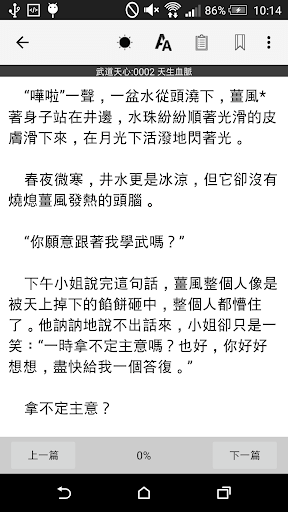 86% 10:14
AA
武道天心:0002 天生血脈
“嘩啦”一聲，一盆水從頭澆下，薑風*
著身子站在井邊，水珠紛紛順著光滑的皮
膚滑下來，在月光下活潑地閃著光。
春夜微寒，井水更是冰涼，但它卻沒有
燒熄薑風發熱的頭腦。
“你願意跟著我學武嗎？”
下午小姐說完這句話，薑風整個人像是
被天上掉下的餡餅砸中，整個人都懵住
了。他訥訥地說不出話來，小姐卻只是一
笑：“一時拿不定主意？也好，你好好
想想，盡快給我一個答復。”
拿不定主意？
上一篇 0% 下一篇